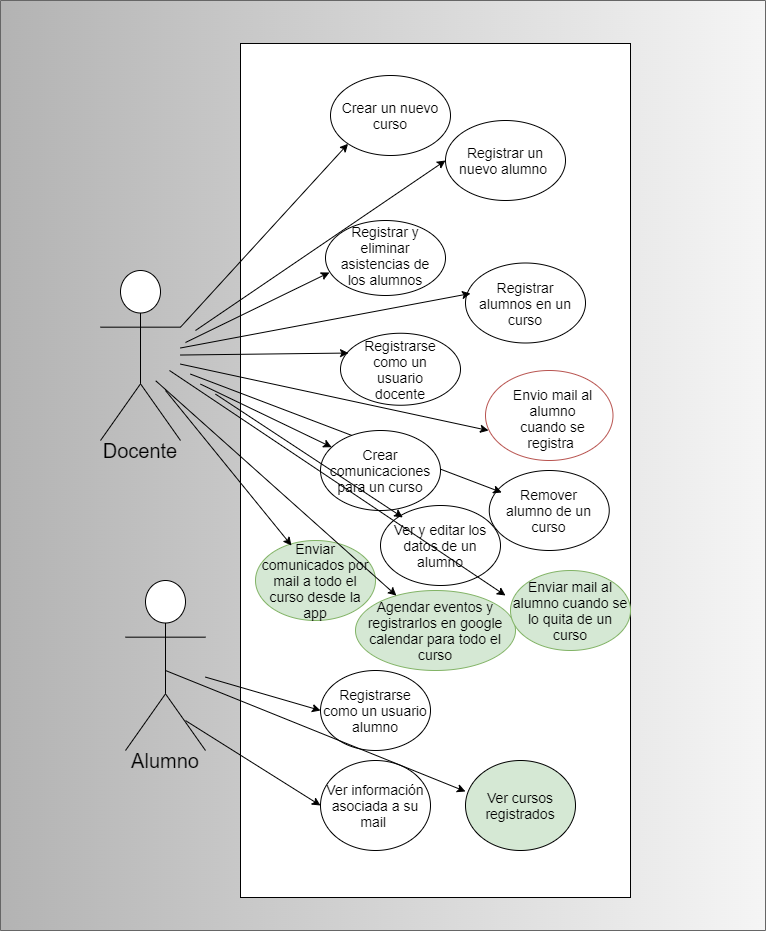 Crear un nuevo
curso
Registrar un
nuevo alumno
Registrar y
eliminar
asistencias de
los alumnos
Registrar
alumnos en un
curso
Registrarse
como un
usuario
docente
Envio mail al
alumno
cuando se
registra
Docente
Crear
comunicaciones
para un curso
Remover
alumno de un
curso
Ver y editar los
datos de un
alumno
Enviar
comunicados por
mail a todo el
curso desde la
app
Agendar eventos y
registrarlos en google
calendar para todo el
curso
Enviar mail al
alumno cuando se
lo quita de un
curso
Alumno
Registrarse
como un usuario
alumno
Ver información
asociada a su
mail
Ver cursos
registrados